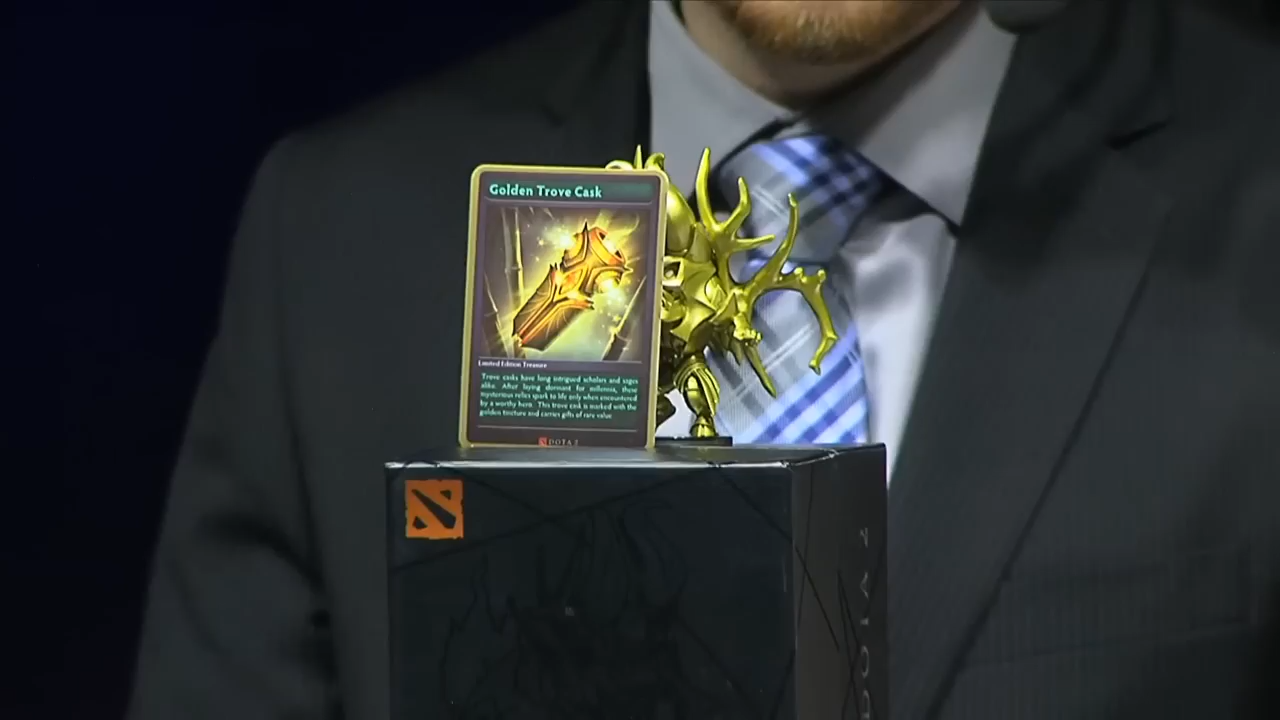 Golden Trove Cask
Limited Edition Treasure
Trove casks have long intrigued scholars and sages
alike. After laying dormant for millennia, these
mysterious relics spark to life only when encountered
by a worthy hero. This trove cask is marked with the
golden tincture and carries gifts of rare value
DOTA 2
DOTA 2